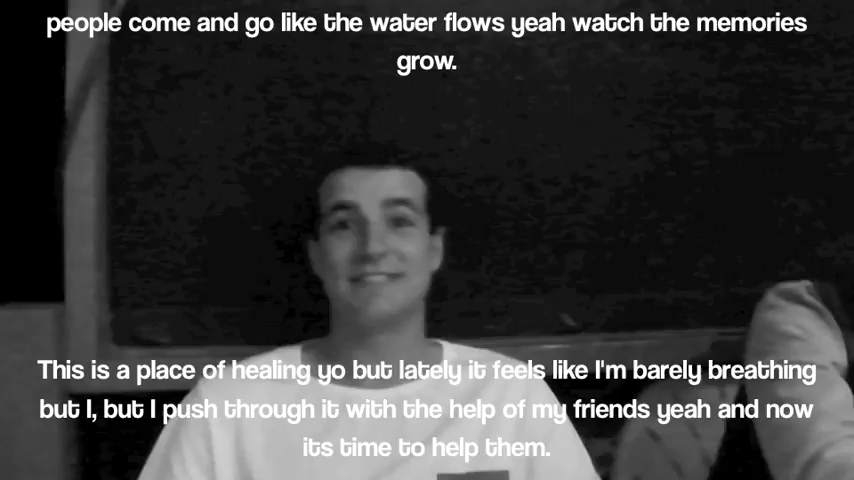 people come and go like the water flows yeah watch the memories
grow.
This is a place of healing yo but lately it feels like I'm barely breathing
but I, but I push through it with the help of my friends yeah and now
its time to help them.